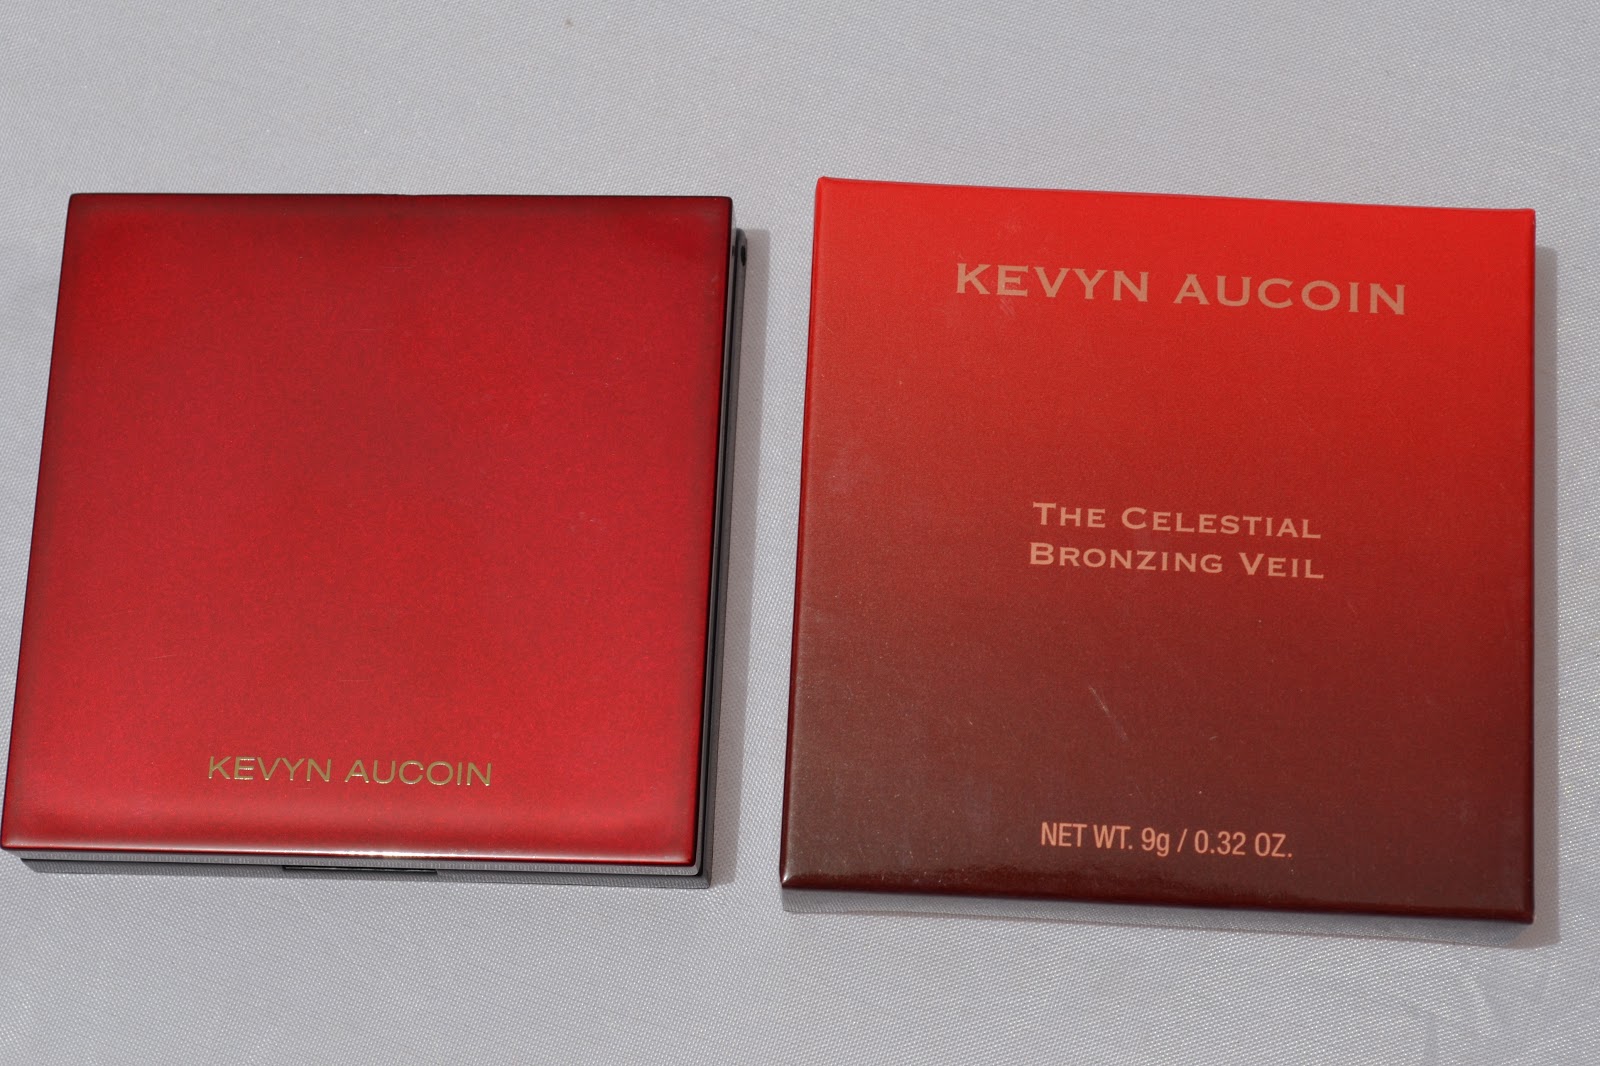 KEVYN AUCOIN
KEVYN AUCOIN
THE CELESTIAL
BRONZING VEIL
NET WT. 9g / 0.32 OZ.